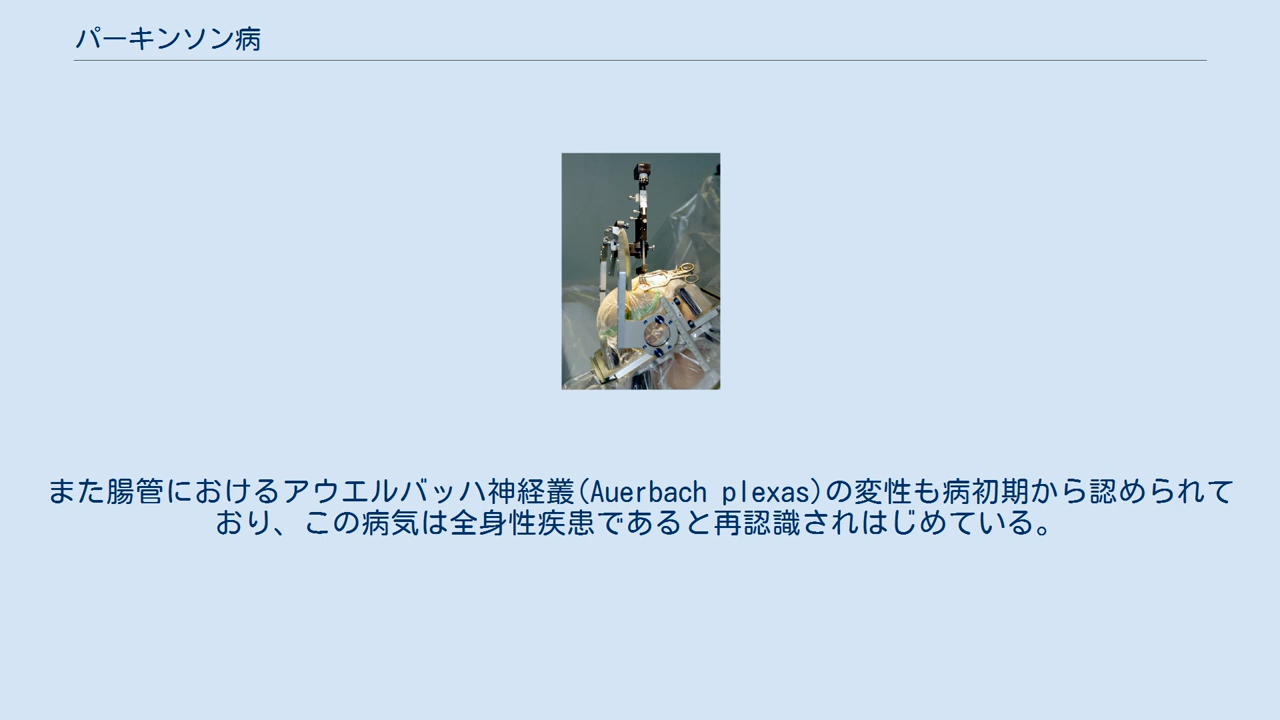 パーキンソン病
また腸管におけるアウエルバッハ神経叢(Auerbach plexas)の変性も病初期から認められて
おり、この病気は全身性疾患であると再認識されはじめている。